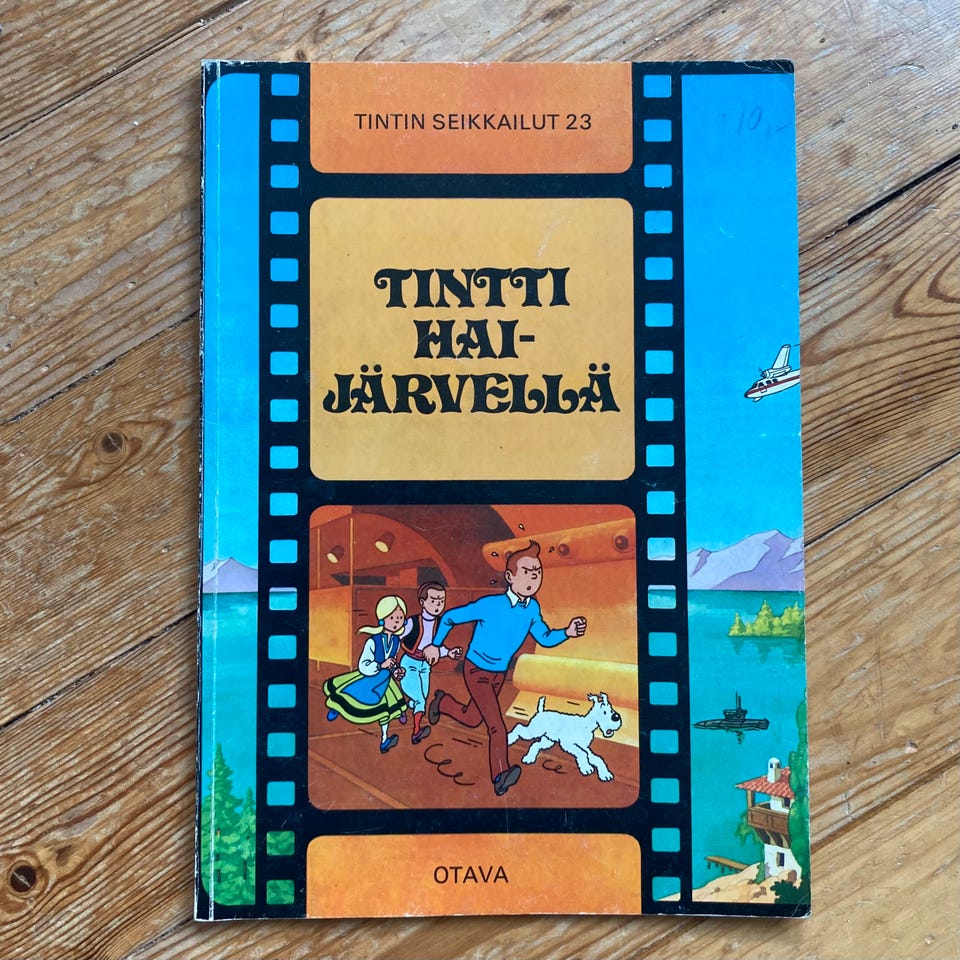 TINTIN SEIKKAILUT 23
10,-
TINTTI
HAI-
JÄRVELLÄ
OTAVA